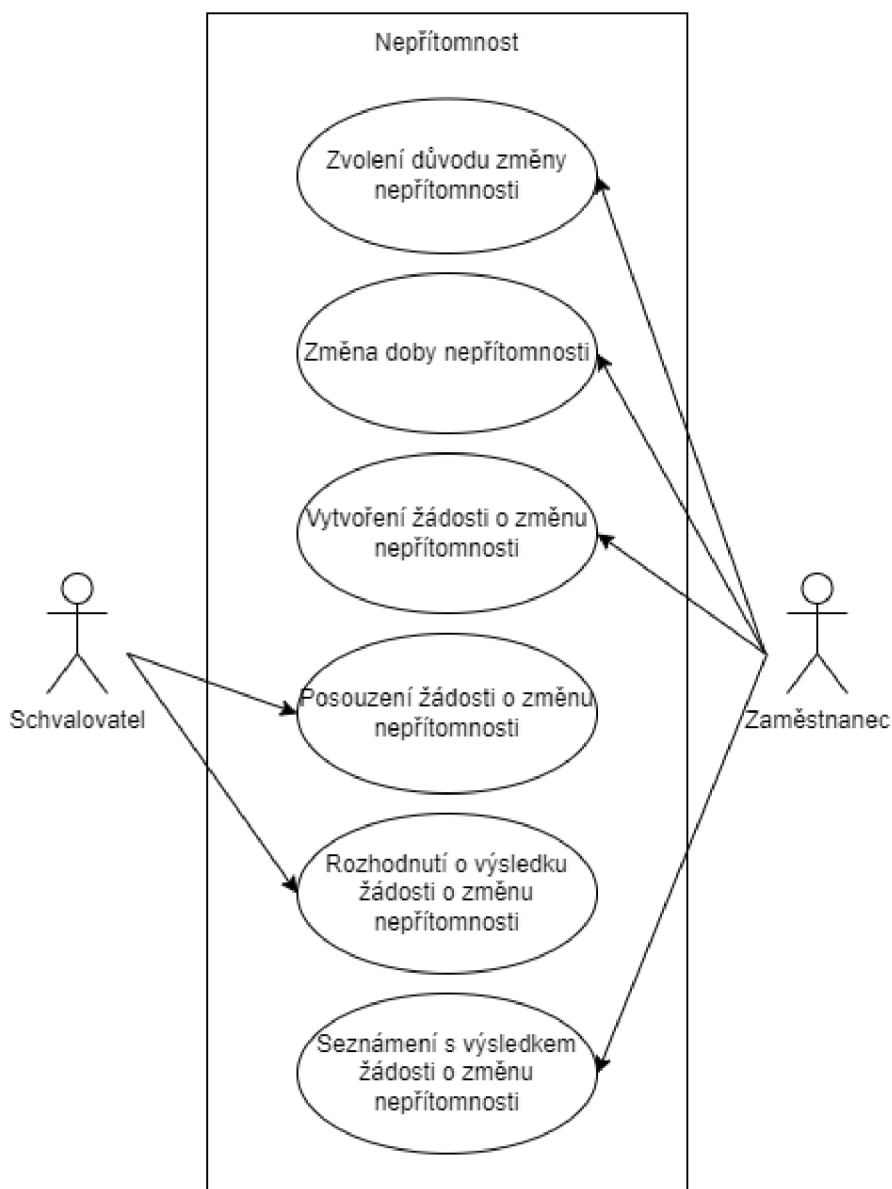 Nepřítomnost
Zvolení důvodu změny
nepřítomnosti
Změna doby nepřítomnosti
Vytvoření žádosti o změnu
nepřítomnosti
Posouzení žádosti o změnu
nepřítomnosti
Schvalovatel
Zaměstnanec
Rozhodnutí o výsledku
žádosti o změnu
nepřítomnosti
Seznámení s výsledkem
žádosti o změnu
nepřítomnosti